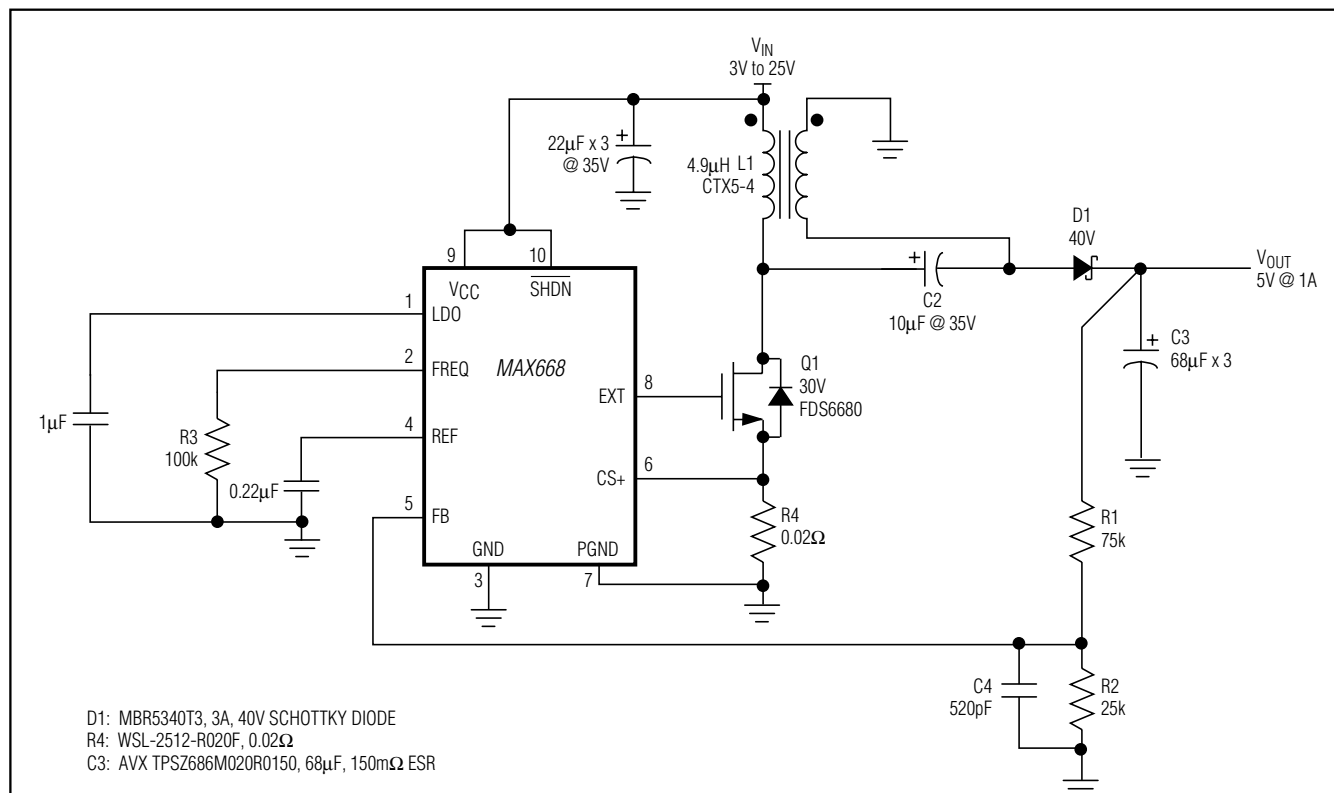 VIN
3V to 25V
22µF x 3
@ 35V
+
4.9µH L1
CTX5-4
D1
40V
VOUT
5V @ 1A
+
C2
10µF @ 35V
+
C3
68µF x 3
9
10
VCC
SHDN
1
LDO
2
FREQ
MAX668
4
REF
5
FB
EXT
8
CS+
6
GND
PGND
3
7
1µF
R3
100k
0.22µF
Q1
30V
FDS6680
R4
0.02Ω
R1
75k
C4
520pF
R2
25k
D1: MBR5340T3, 3A, 40V SCHOTTKY DIODE
R4: WSL-2512-R020F, 0.02Ω
C3: AVX TPSZ686M020R0150, 68µF, 150mΩ ESR